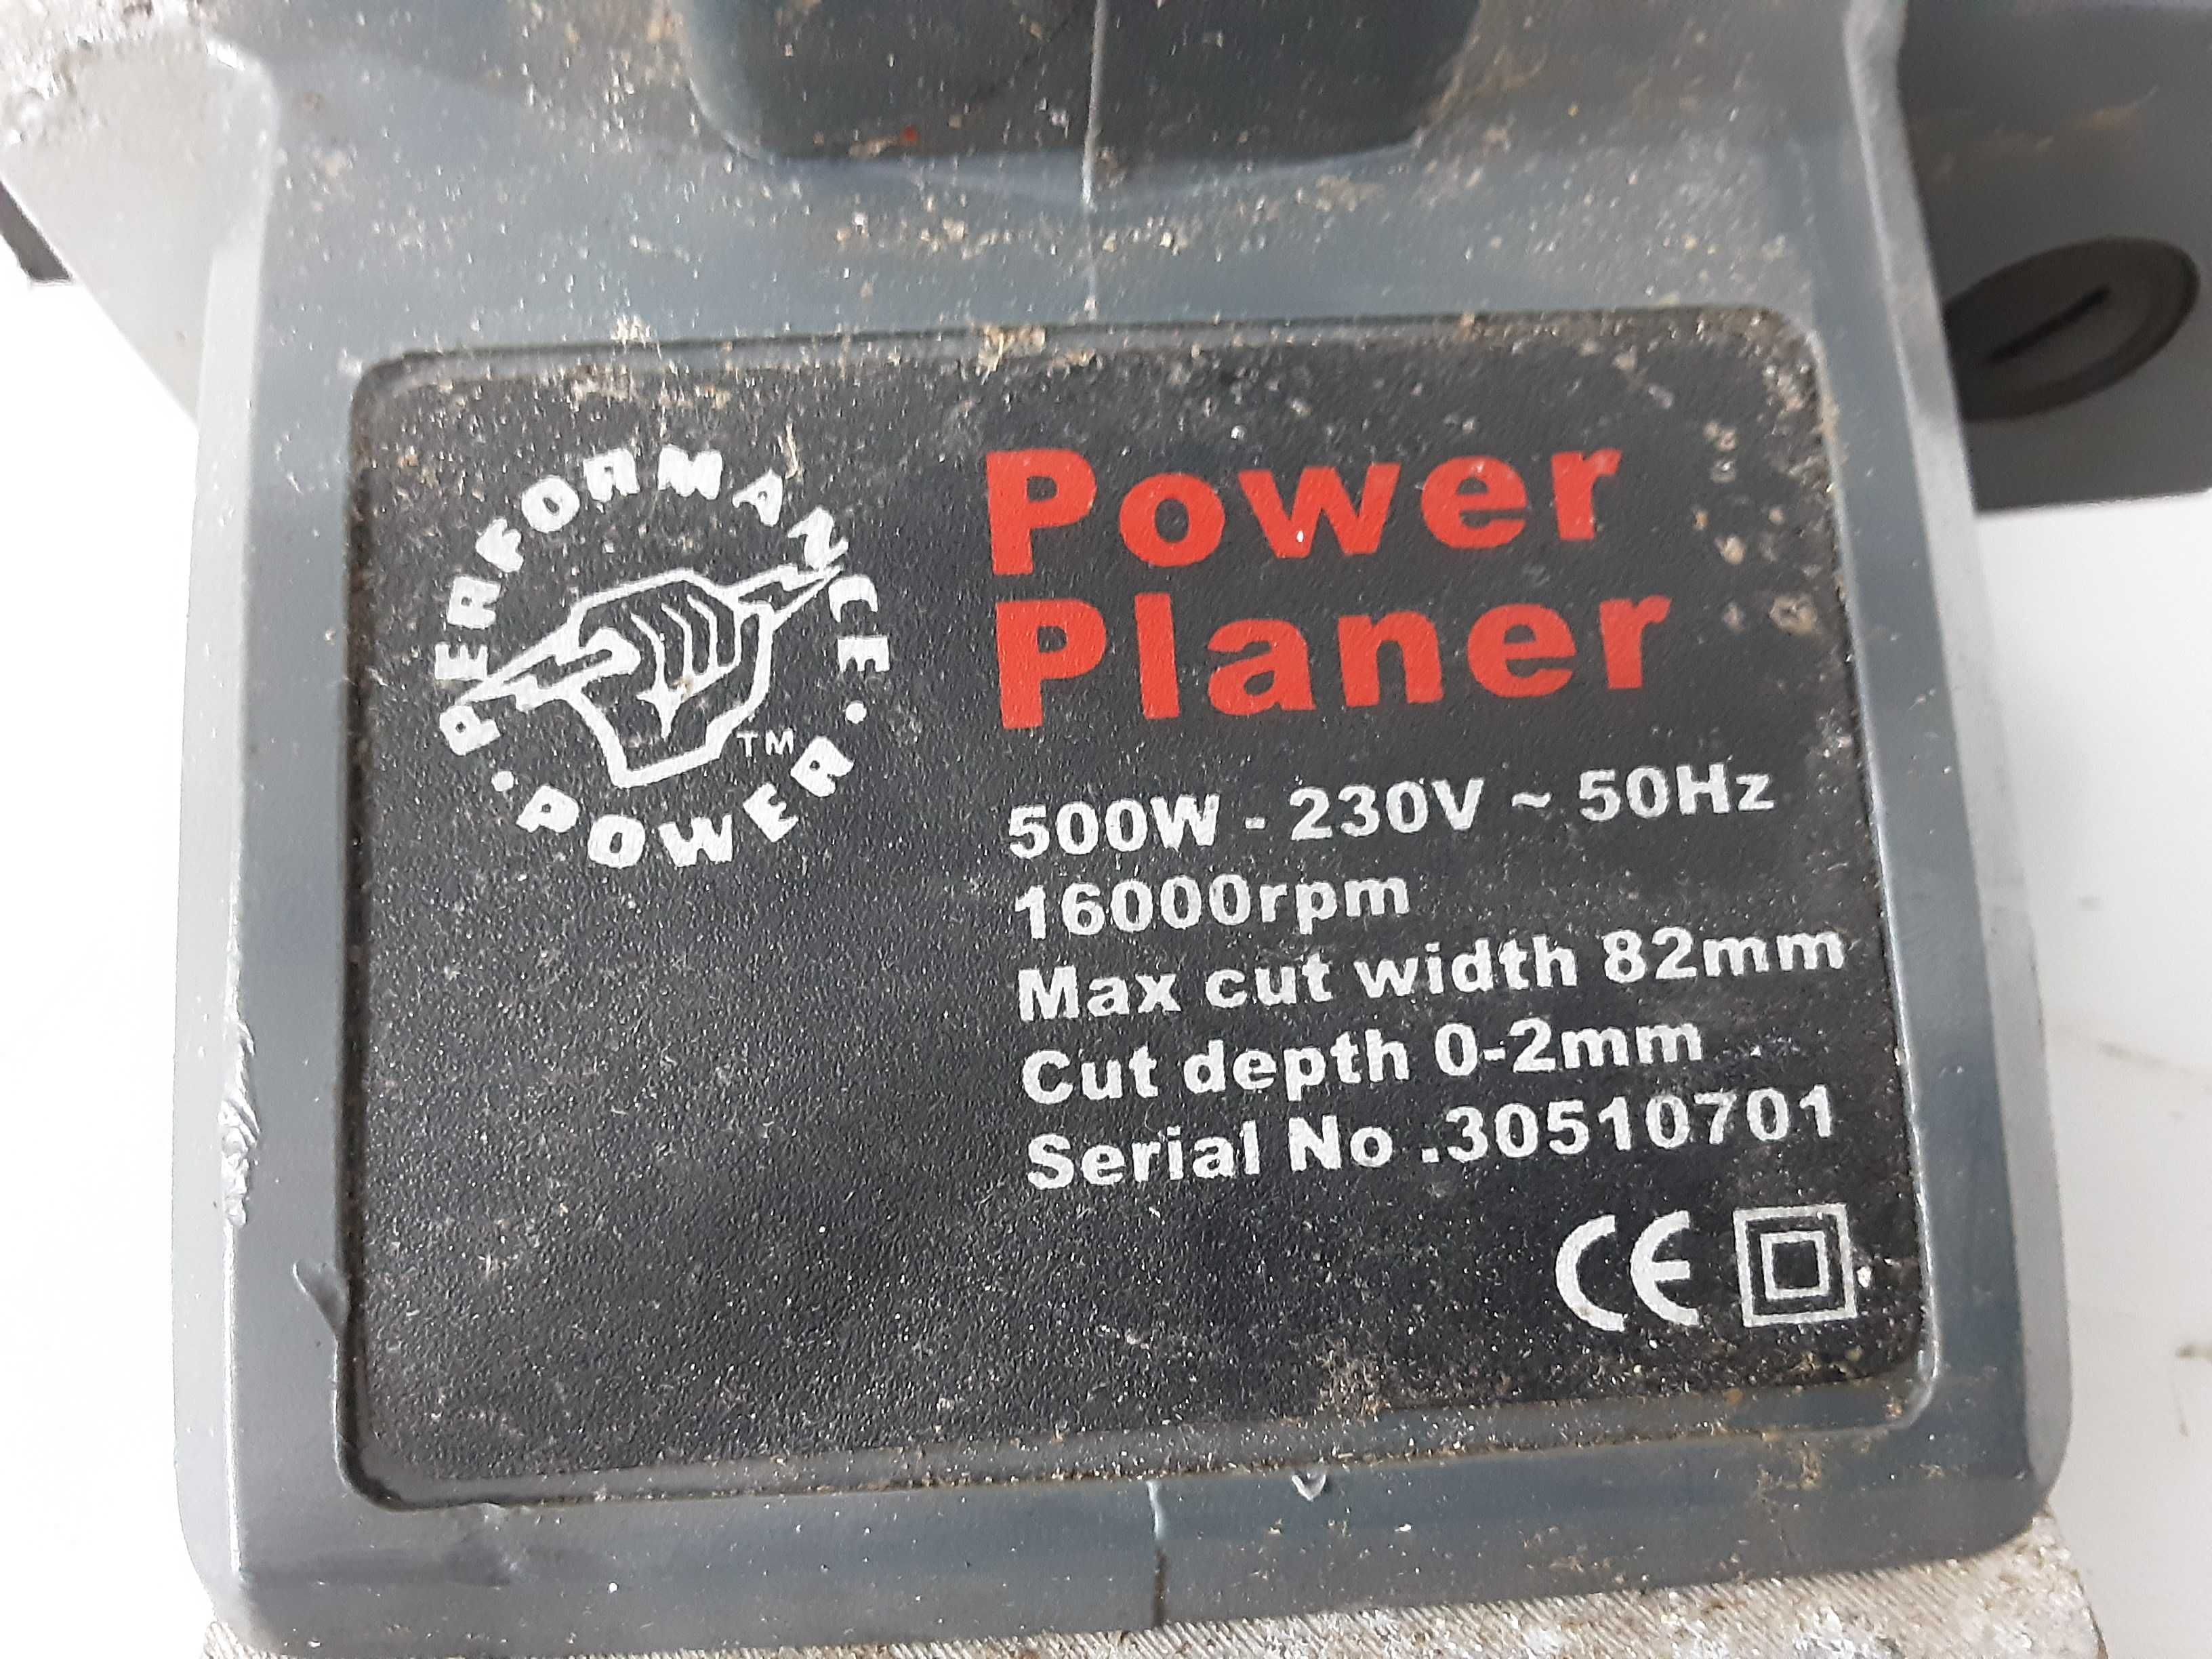 PERFORMANCE · POWER ·
TM
Power
Planer
500W - 230V ~ 50Hz
16000rpm
Max cut width 82mm
Cut depth 0-2mm
Serial No .30510701
CE